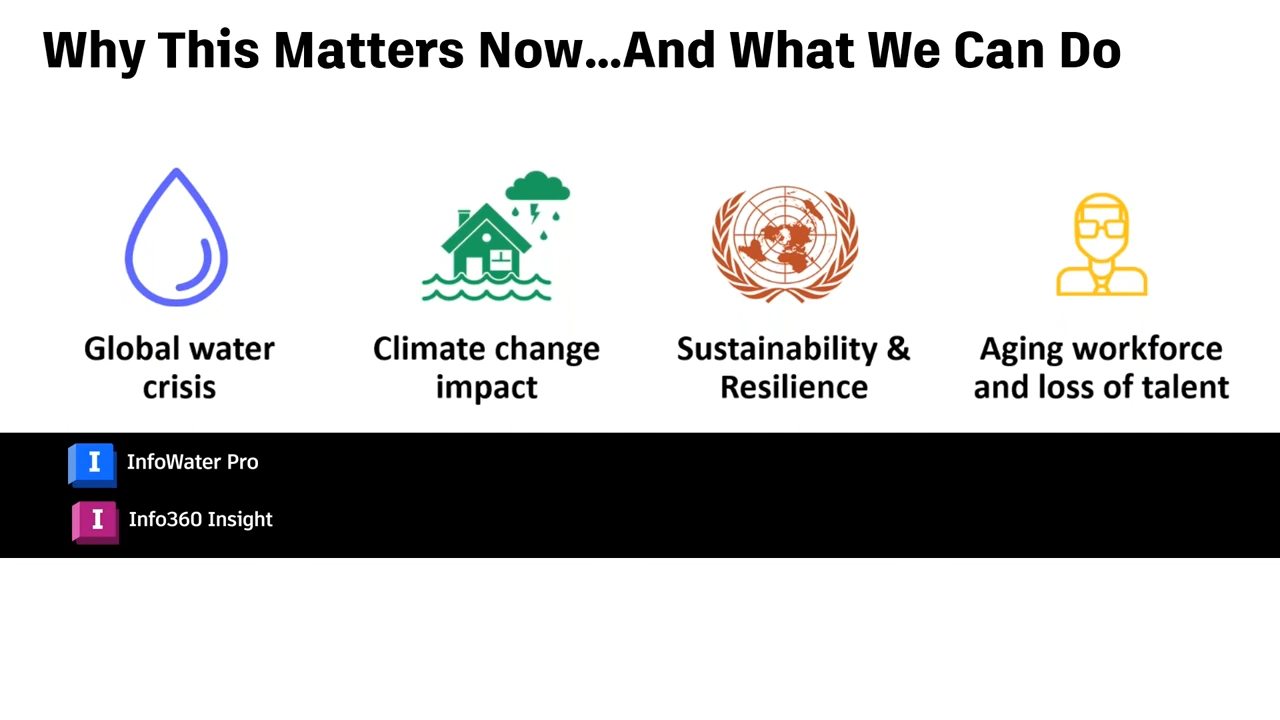 Why This Matters Now...And What We Can Do
Global water
crisis
Climate change
impact
Sustainability &
Resilience
Aging workforce
and loss of talent
I InfoWater Pro
I Info360 Insight